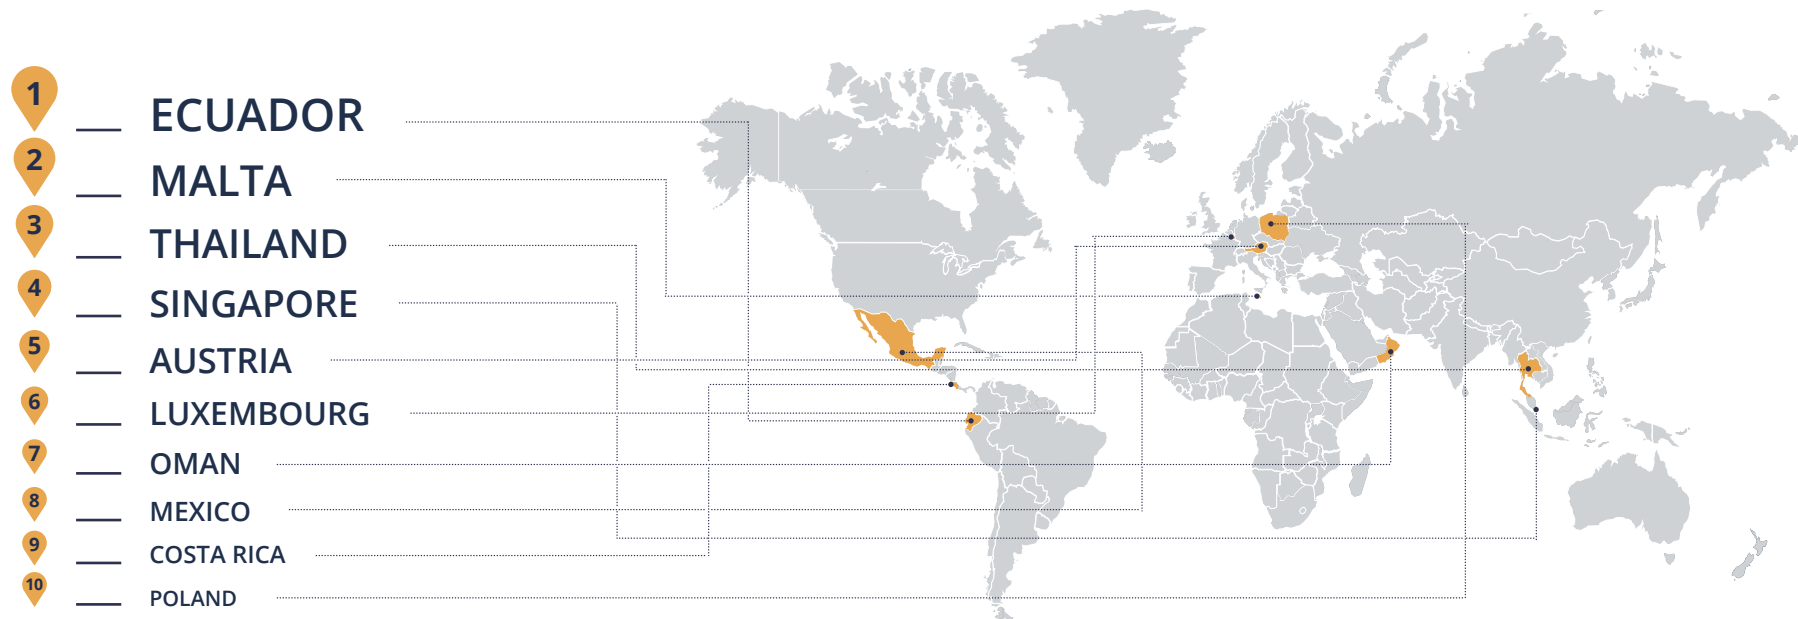 1 ECUADOR
2 MALTA
3 THAILAND
4 SINGAPORE
5 AUSTRIA
6 LUXEMBOURG
7 OMAN
8 MEXICO
9 COSTA RICA
10 POLAND